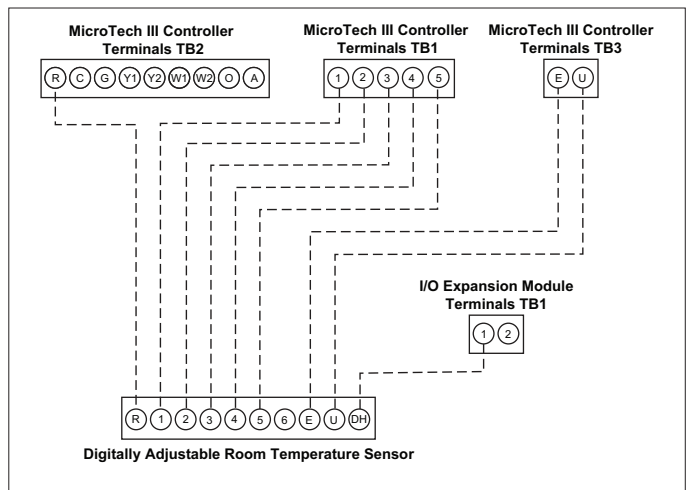 MicroTech III Controller
Terminals TB2
R C G Y1 Y2 W1 W2 O A
MicroTech III Controller
Terminals TB1
1 2 3 4 5
MicroTech III Controller
Terminals TB3
E U
I/O Expansion Module
Terminals TB1
1 2
R 1 2 3 4 5 6 E U DH
Digitally Adjustable Room Temperature Sensor